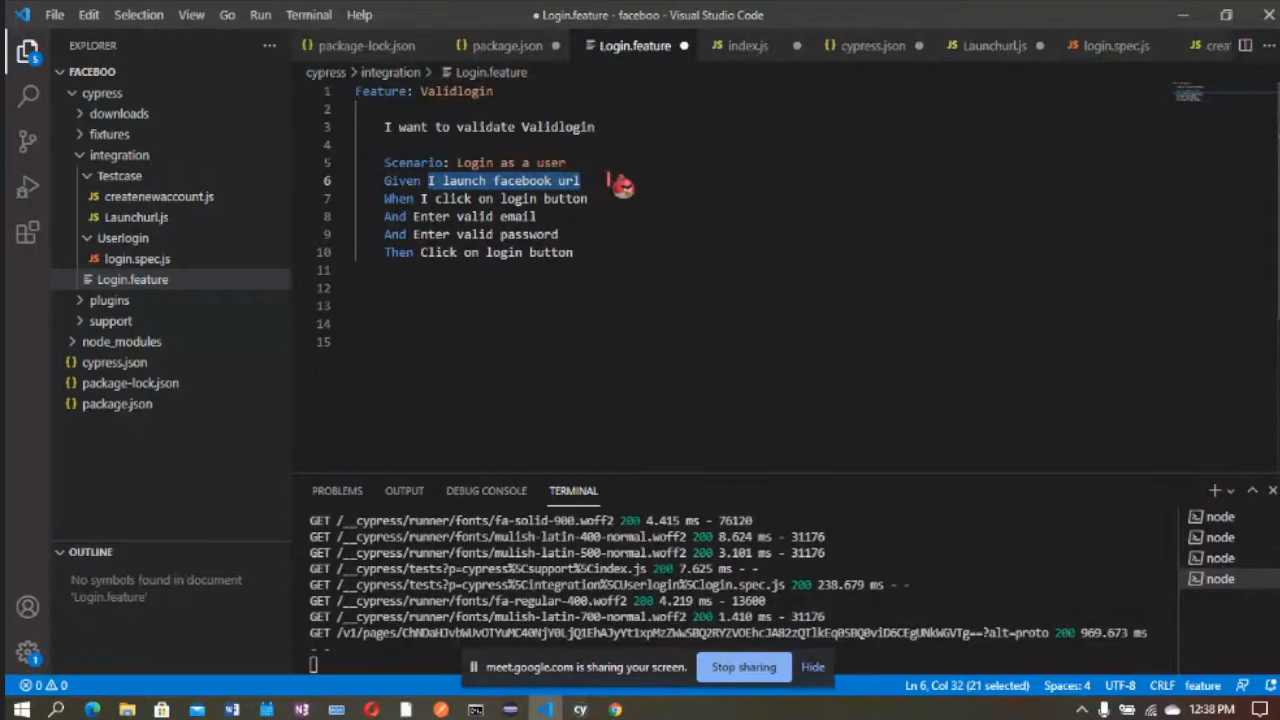 File Edit Selection View Go Run Terminal Help
● Login.feature - faceboo - Visual Studio Code
EXPLORER
package-lock.json
package.json
Login.feature
index.js
cypress.json
Launchurl.js
login.spec.js
crea
FACEBOO
cypress
downloads
fixtures
integration
Testcase
createnewaccount.js
Launchurl.js
Userlogin
login.spec.js
Login.feature
plugins
support
node_modules
cypress.json
package-lock.json
package.json
OUTLINE
No symbols found in document
'Login.feature'
cypress > integration > Login.feature
1 Feature: Validlogin
2
3 I want to validate Validlogin
4
5 Scenario: Login as a user
6 Given I launch facebook url
7 When I click on login button
8 And Enter valid email
9 And Enter valid password
10 Then Click on login button
11
12
13
14
15
PROBLEMS OUTPUT DEBUG CONSOLE TERMINAL
GET /__cypress/runner/fonts/fa-solid-900.woff2 200 4.415 ms - 76120
GET /__cypress/runner/fonts/mulish-latin-400-normal.woff2 200 8.624 ms - 31176
GET /__cypress/runner/fonts/mulish-latin-500-normal.woff2 200 3.101 ms - 31176
GET /__cypress/tests?p=cypress%5Csupport%5Cindex.js 200 7.625 ms - -
GET /__cypress/tests?p=cypress%5Cintegration%5CUserlogin%5Clogin.spec.js 200 238.679 ms - -
GET /__cypress/runner/fonts/fa-regular-400.woff2 200 4.219 ms - 13600
GET /__cypress/runner/fonts/mulish-latin-700-normal.woff2 200 1.410 ms - 31176
GET 200 969.673 ms
- -
node
node
node
node
meet.google.com is sharing your screen. Stop sharing Hide
0 0 Ln 6, Col 32 (21 selected) Spaces: 4 UTF-8 CRLF feature
12:38 PM